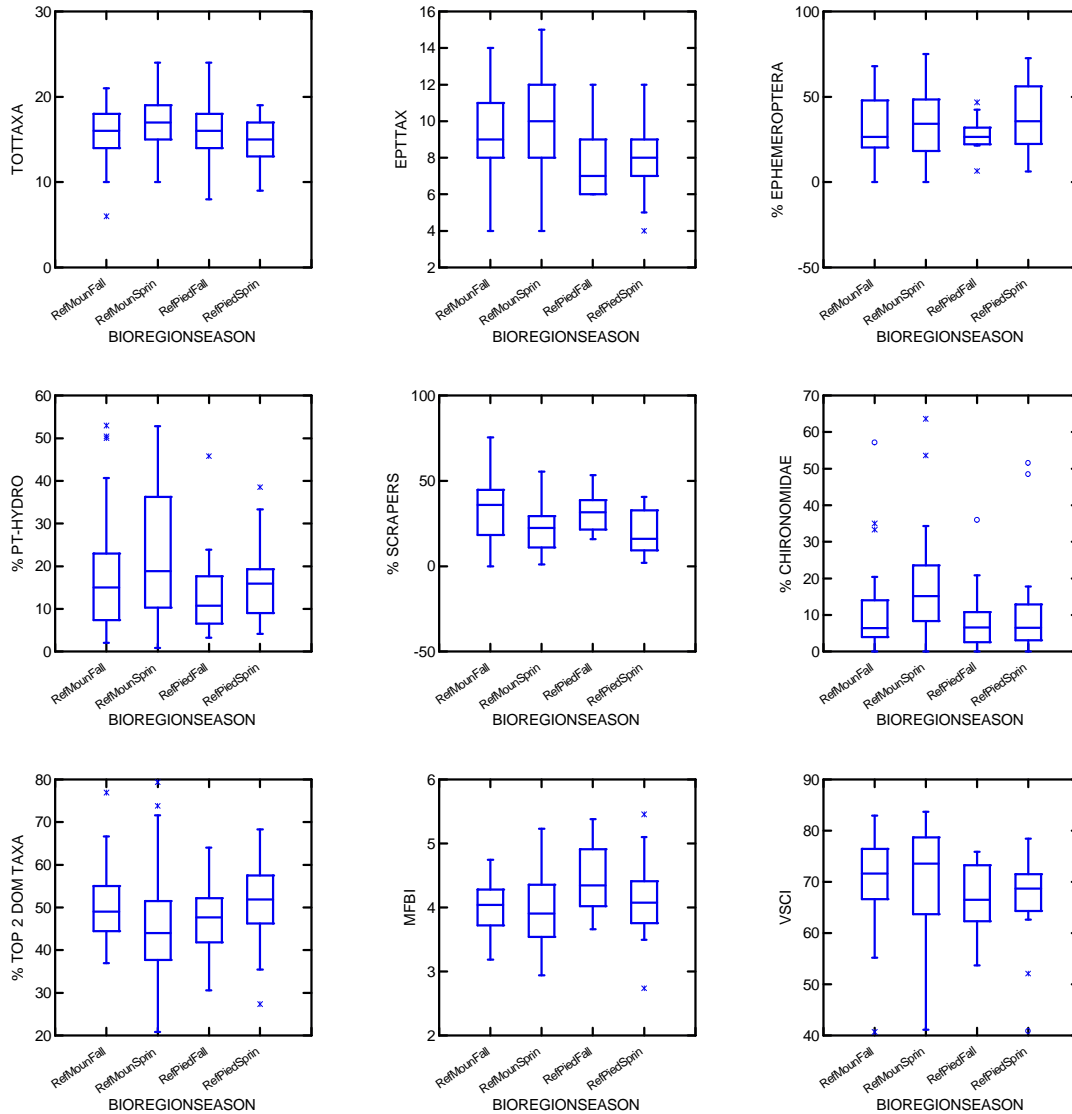 30
20
10
0
TOTTAXA
RefMounFall
RefMounSprin
RefPiedFall
RefPiedSprin
BIOREGIONSEASON
16
14
12
10
8
6
4
2
EPTTAX
RefMounFall
RefMounSprin
RefPiedFall
RefPiedSprin
BIOREGIONSEASON
100
50
0
-50
% EPHEMEROPTERA
RefMounFall
RefMounSprin
RefPiedFall
RefPiedSprin
BIOREGIONSEASON
60
50
40
30
20
10
0
% PT-HYDRO
RefMounFall
RefMounSprin
RefPiedFall
RefPiedSprin
BIOREGIONSEASON
100
50
0
-50
% SCRAPERS
RefMounFall
RefMounSprin
RefPiedFall
RefPiedSprin
BIOREGIONSEASON
70
60
50
40
30
20
10
0
% CHIRONOMIDAE
RefMounFall
RefMounSprin
RefPiedFall
RefPiedSprin
BIOREGIONSEASON
80
70
60
50
40
30
20
% TOP 2 DOM TAXA
RefMounFall
RefMounSprin
RefPiedFall
RefPiedSprin
BIOREGIONSEASON
6
5
4
3
2
MFBI
RefMounFall
RefMounSprin
RefPiedFall
RefPiedSprin
BIOREGIONSEASON
90
80
70
60
50
40
VSCI
RefMounFall
RefMounSprin
RefPiedFall
RefPiedSprin
BIOREGIONSEASON